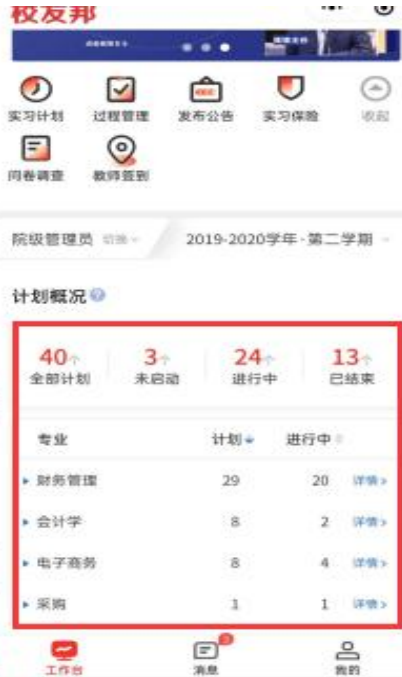 校友邦
实习计划 过程管理 发布公告 实习保险 收起
问卷调查 教师签到
院级管理员 切换 2019-2020学年-第二学期
计划概况
40个 3个 24个 13个
全部计划 未启动 进行中 已结束
专业 计划 进行中
财务管理 29 20 详情>
会计学 8 2 详情>
电子商务 8 4 详情>
采购 1 1 详情>
3
工作台 消息 我的